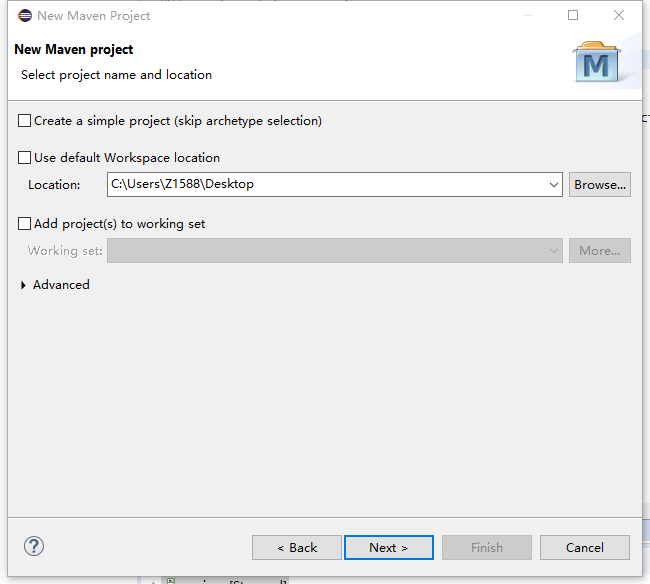 New Maven Project
New Maven project
Select project name and location
M
Create a simple project (skip archetype selection)
Use default Workspace location
Location: C:\Users\Z1588\Desktop Browse...
Add project(s) to working set
Working set: More...
Advanced
? < Back Next > Finish Cancel